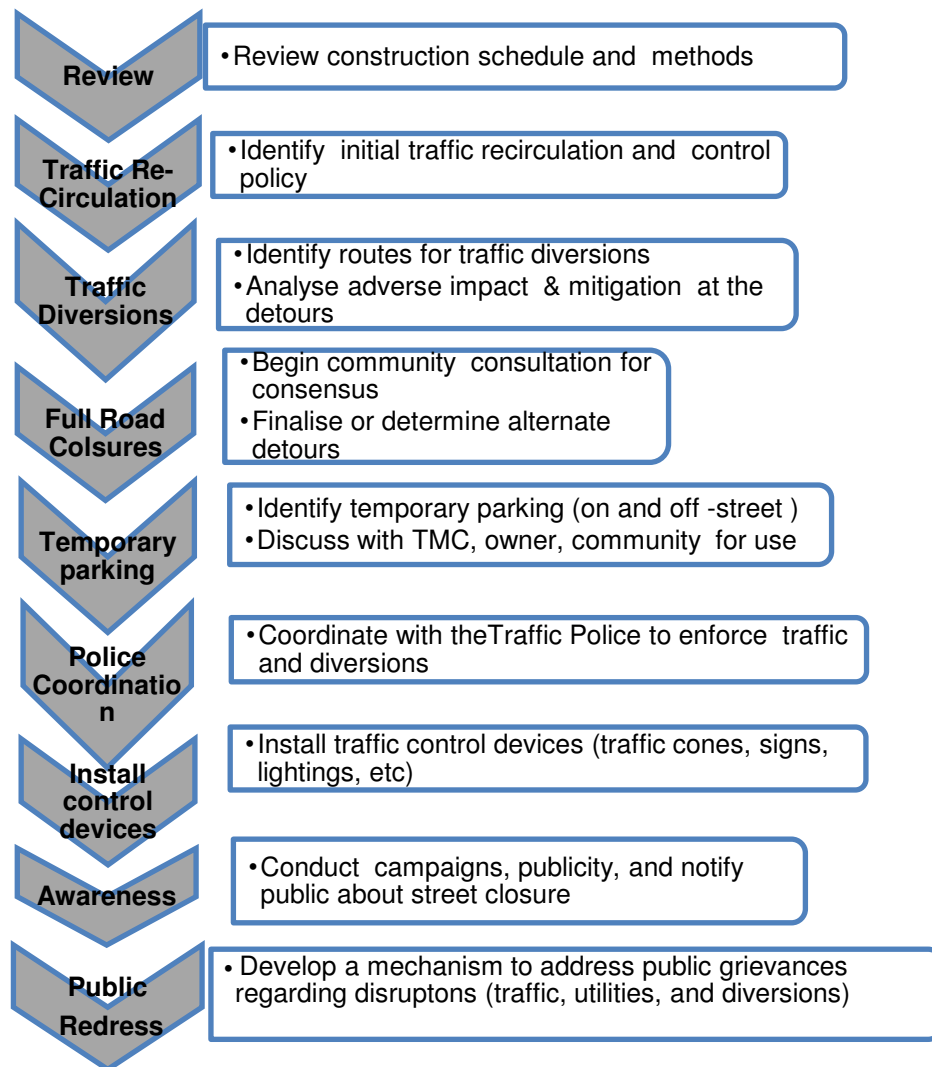 Review
•Review construction schedule and  methods
Traffic Re-
Circulation
•Identify  initial traffic recirculation and  control
policy
Traffic
Diversions
•Identify routes for traffic diversions
•Analyse adverse impact  & mitigation  at the
detours
Full Road
Colsures
•Begin community  consultation for
consensus
•Finalise or determine alternate
detours
Temporary
parking
•Identify temporary parking (on and off -street )
•Discuss with TMC, owner, community  for use
Police
Coordinatio
n
•Coordinate with theTraffic Police to enforce  traffic
and diversions
Install
control
devices
•Install traffic control devices (traffic cones, signs,
lightings, etc)
Awareness
•Conduct  campaigns, publicity, and notify
public about street closure
Public
Redress
• Develop a mechanism to address public grievances
regarding disruptons (traffic, utilities, and diversions)